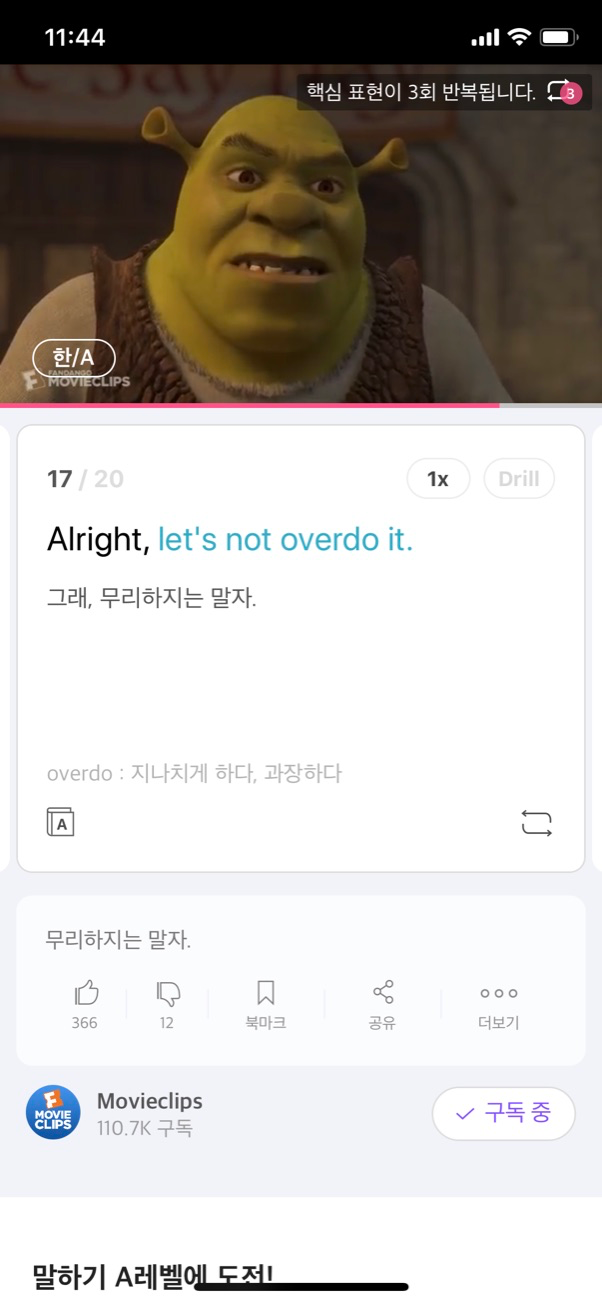 11:44
e Say
핵심 표현이 3회 반복됩니다. 3
한/A
FANDANGO
MOVIECLIPS
17 / 20
1x
Drill
Alright, let's not overdo it.
그래, 무리하지는 말자.
overdo : 지나치게 하다, 과장하다
A
무리하지는 말자.
366
12
북마크
공유
더보기
MOVIE
CLIPS
Movieclips
110.7K 구독
구독 중
말하기 A레벨에 도전!